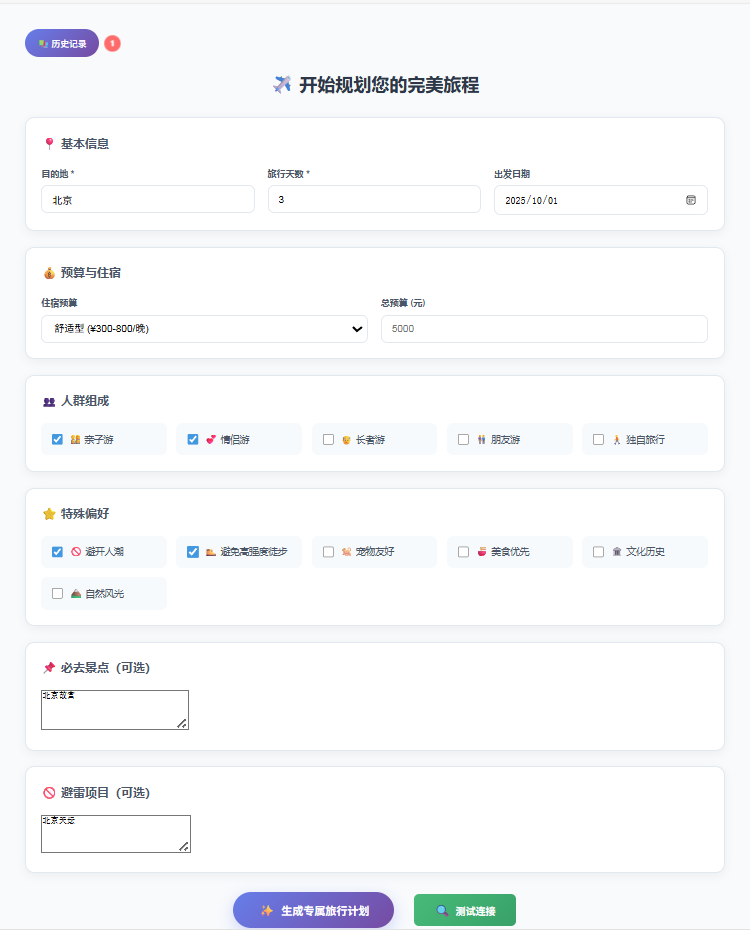 历史记录 1
开始规划您的完美旅程
基本信息
目的地 * 旅行天数 * 出发日期
北京 3 2025/10/01
预算与住宿
住宿预算 总预算 (元)
舒适型 (¥300-800/晚) 5000
人群组成
亲子游 情侣游 长者游 朋友游 独自旅行
特殊偏好
避开人潮 避免高强度徒步 宠物友好 美食优先 文化历史
自然风光
必去景点（可选）
北京故宫
避雷项目（可选）
北京
生成专属旅行计划 测试连接